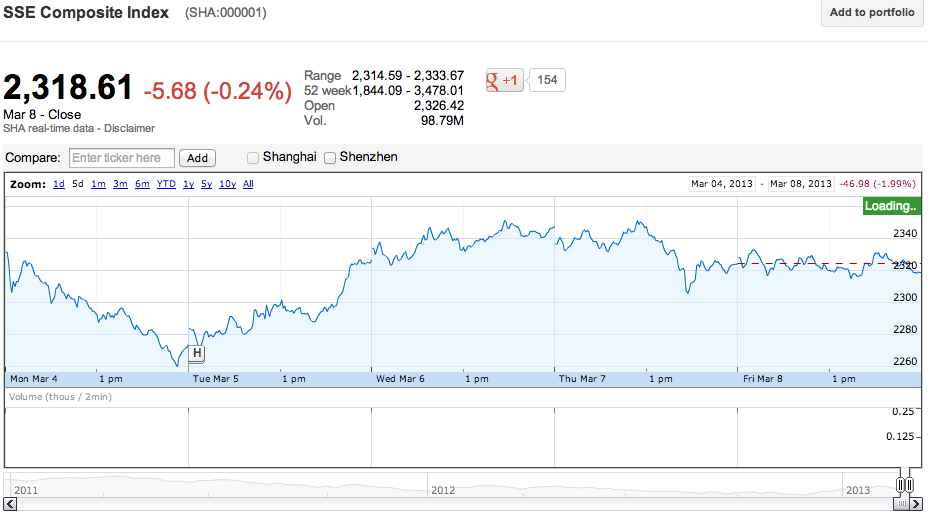 SSE Composite Index (SHA:000001)
Add to portfolio
2,318.61 -5.68 (-0.24%)
Mar 8 - Close
SHA real-time data - Disclaimer
Range 2,314.59 - 2,333.67
52 week 1,844.09 - 3,478.01
Open 2,326.42
Vol. 98.79M
g +1 154
Compare: Enter ticker here Add Shanghai Shenzhen
Zoom: 1d 5d 1m 3m 6m YTD 1y 5y 10y All
Mar 04, 2013 - Mar 08, 2013 -46.98 (-1.99%)
Loading..
2340
2320
2300
2280
H
2260
Mon Mar 4 1 pm Tue Mar 5 1 pm Wed Mar 6 1 pm Thu Mar 7 1 pm Fri Mar 8 1 pm
Volume (thous / 2min)
0.25
0.125
2011 2012 2013